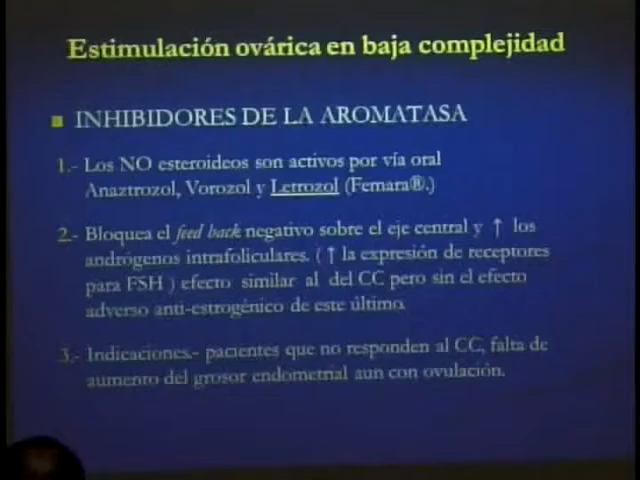 Estimulación ovárica en baja complejidad
INHIBIDORES DE LA AROMATASA
1.- Los NO esteroideos son activos por vía oral
Anaztrozol, Vorozol y Letrozol (Femara®.)
2.- Bloquea el feed back negativo sobre el eje central y ↑ los
andrógenos intrafoliculares. ( ↑ la expresión de receptores
para FSH ) efecto similar al del CC pero sin el efecto
adverso anti-estrogénico de este último.
3.- Indicaciones.- pacientes que no responden al CC, falta de
aumento del grosor endometrial aun con ovulación.